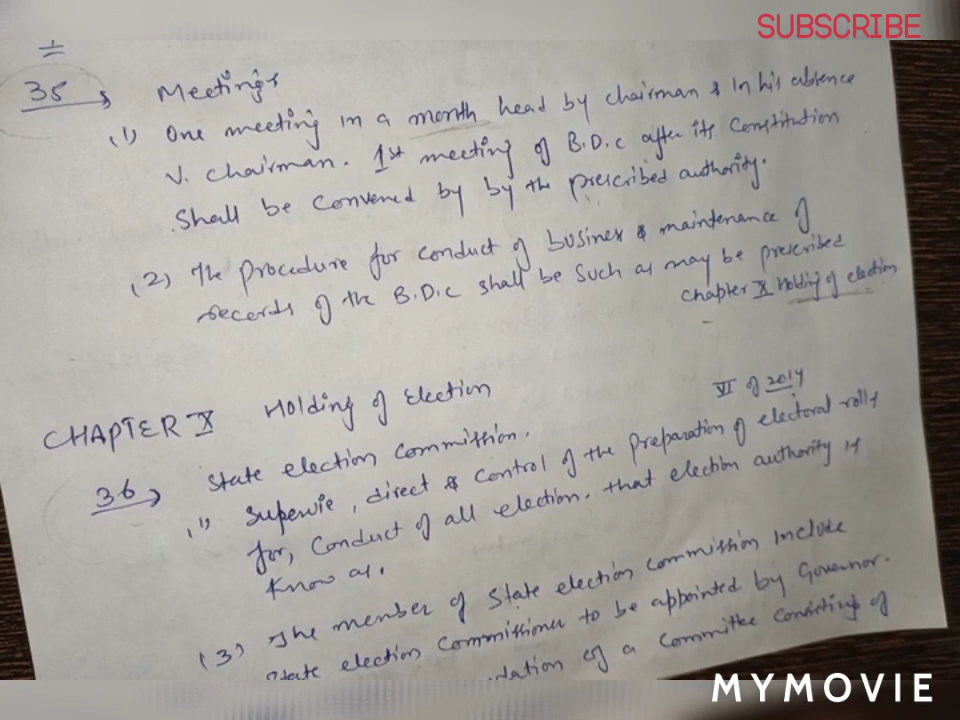 SUBSCRIBE
35 Meetings
(1) One meeting in a month head by chairman & in his absence
V. chairman. 1st meeting of B.D.C after its Constitution
Shall be convened by by the prescribed authority.
(2) The procedure for conduct of business & maintenance of
records of the B.D.C shall be such as may be prescribed
chapter X Holding of election
CHAPTER X Holding of Election
VI of 2014
36 State election Commission.
(1) Supervie, direct & control of the preparation of electoral rolls
for, Conduct of all election. that election authority is
Know as.
(3) The member of State election commission include
State election Commissioner to be appointed by Governor.
dation of a Committee consisting of
MYMOVIE